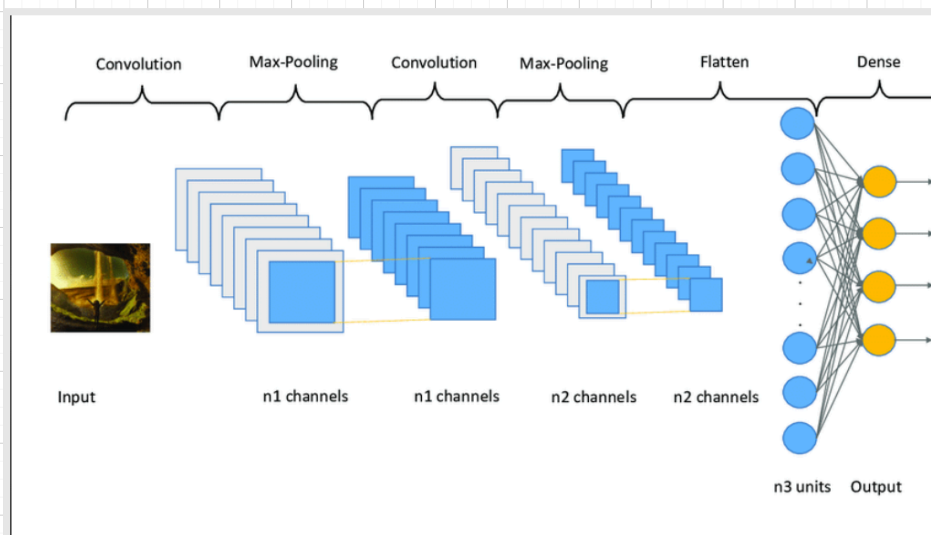 Convolution
Max-Pooling
Convolution
Max-Pooling
Flatten
Dense
Input
n1 channels
n1 channels
n2 channels
n2 channels
n3 units
Output